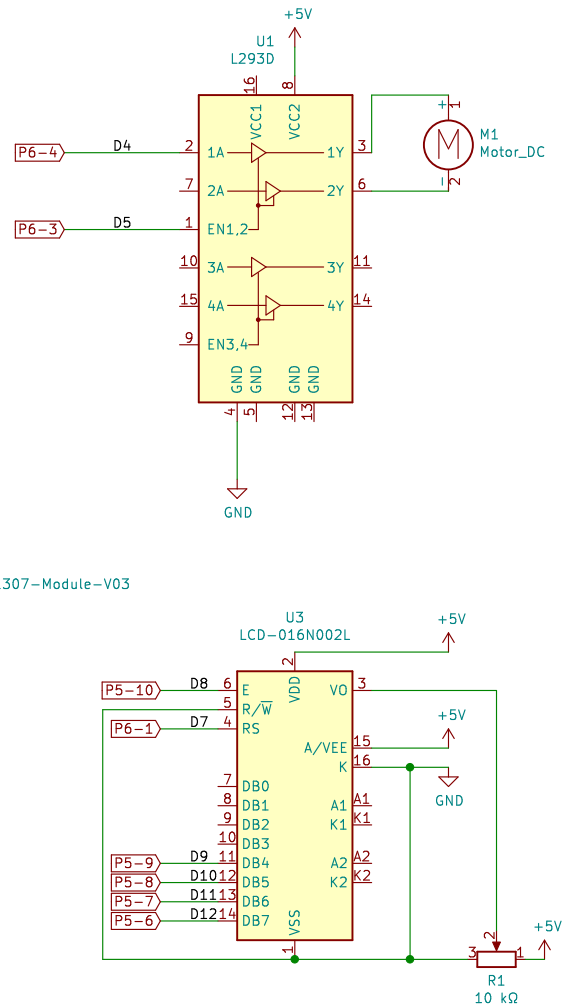 +5V
U1
L293D
16
8
VCC1
VCC2
P6-4
D4
2
1A
1Y
3
+
1
M1
Motor_DC
-
2
7
2A
2Y
6
P6-3
D5
1
EN1,2
10
3A
3Y
11
15
4A
4Y
14
9
EN3,4
GND
GND
GND
GND
4
5
12
13
GND
307-Module-V03
U3
LCD-016N002L
+5V
2
VDD
P5-10
D8
6
E
VO
3
5
R/W̅
P6-1
D7
4
RS
+5V
A/VEE
15
K
16
GND
7
DB0
8
DB1
A1
A1
9
DB2
K1
K1
10
DB3
P5-9
D9
11
DB4
A2
A2
P5-8
D10
12
DB5
K2
K2
P5-7
D11
13
DB6
P5-6
D12
14
DB7
VSS
1
2
3
1
+5V
R1
10 kΩ